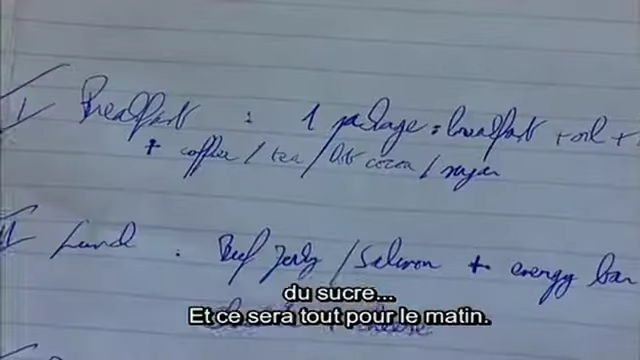 I Breakfast : 1 package : breakfast + oil +
+ coffee / tea / hot cocoa / sugar
II Lunch : Beef Jerky / Salmon + energy bar
du sucre...
Et ce sera tout pour le matin.